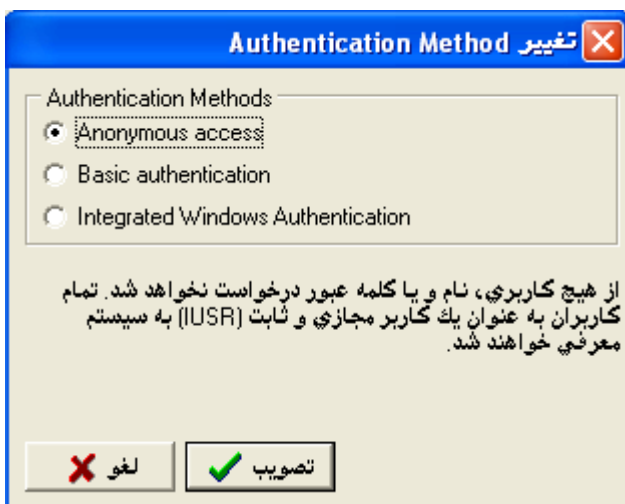 تغيير Authentication Method
Authentication Methods
Anonymous access
Basic authentication
Integrated Windows Authentication
از هيچ كاربري، نام و يا كلمه عبور درخواست نخواهد شد. تمام
كاربران به عنوان يك كاربر مجازي و ثابت (IUSR) به سيستم
معرفي خواهند شد.
تصويب
لغو